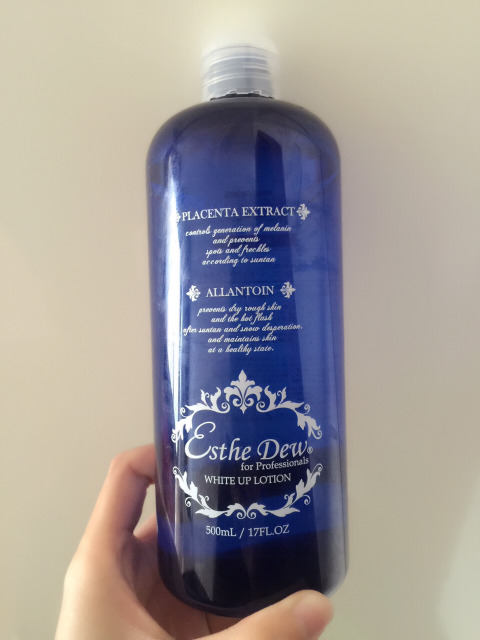 PLACENTA EXTRACT
controls generation of melanin
and prevents
spots and freckles
according to suntan
ALLANTOIN
prevents dry rough skin
and the hot flush
after suntan and snow desperation,
and maintains skin
at a healthy state.
Esthe Dew®
for Professionals
WHITE UP LOTION
500mL / 17FL.OZ